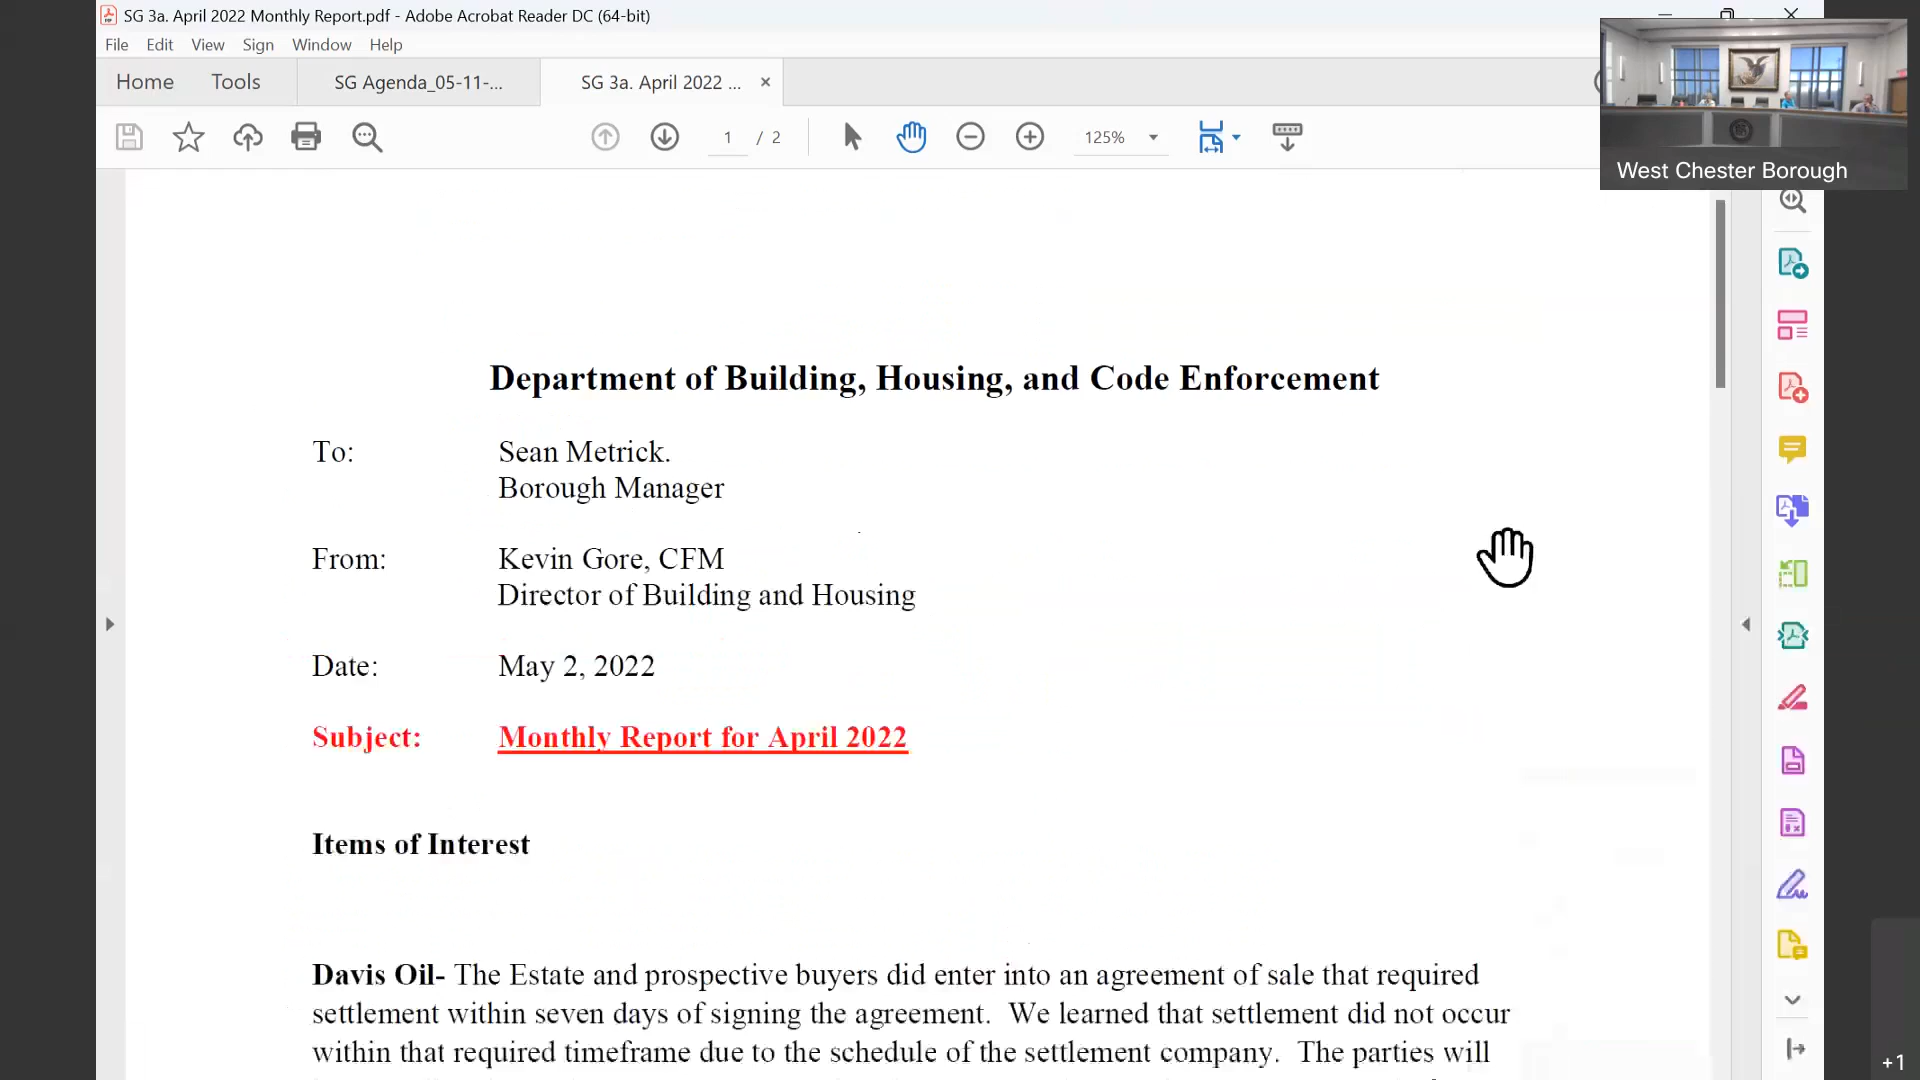 SG 3a. April 2022 Monthly Report.pdf - Adobe Acrobat Reader DC (64-bit)
File Edit View Sign Window Help
Home Tools SG Agenda_05-11-... SG 3a. April 2022 ...
1 / 2 125%
West Chester Borough
Department of Building, Housing, and Code Enforcement
To: Sean Metrick.
Borough Manager
From: Kevin Gore, CFM
Director of Building and Housing
Date: May 2, 2022
Subject: Monthly Report for April 2022
Items of Interest
Davis Oil- The Estate and prospective buyers did enter into an agreement of sale that required
settlement within seven days of signing the agreement. We learned that settlement did not occur
within that required timeframe due to the schedule of the settlement company. The parties will
+1